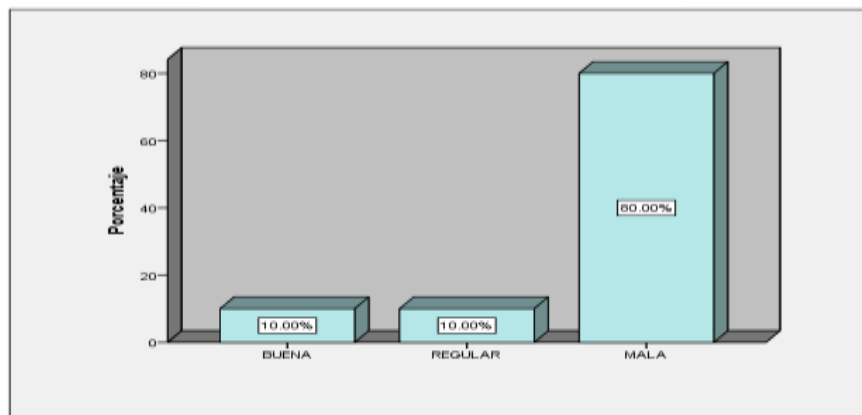 Porcentaje
80
60
40
20
0
80.00%
10.00%
10.00%
BUENA
REGULAR
MALA